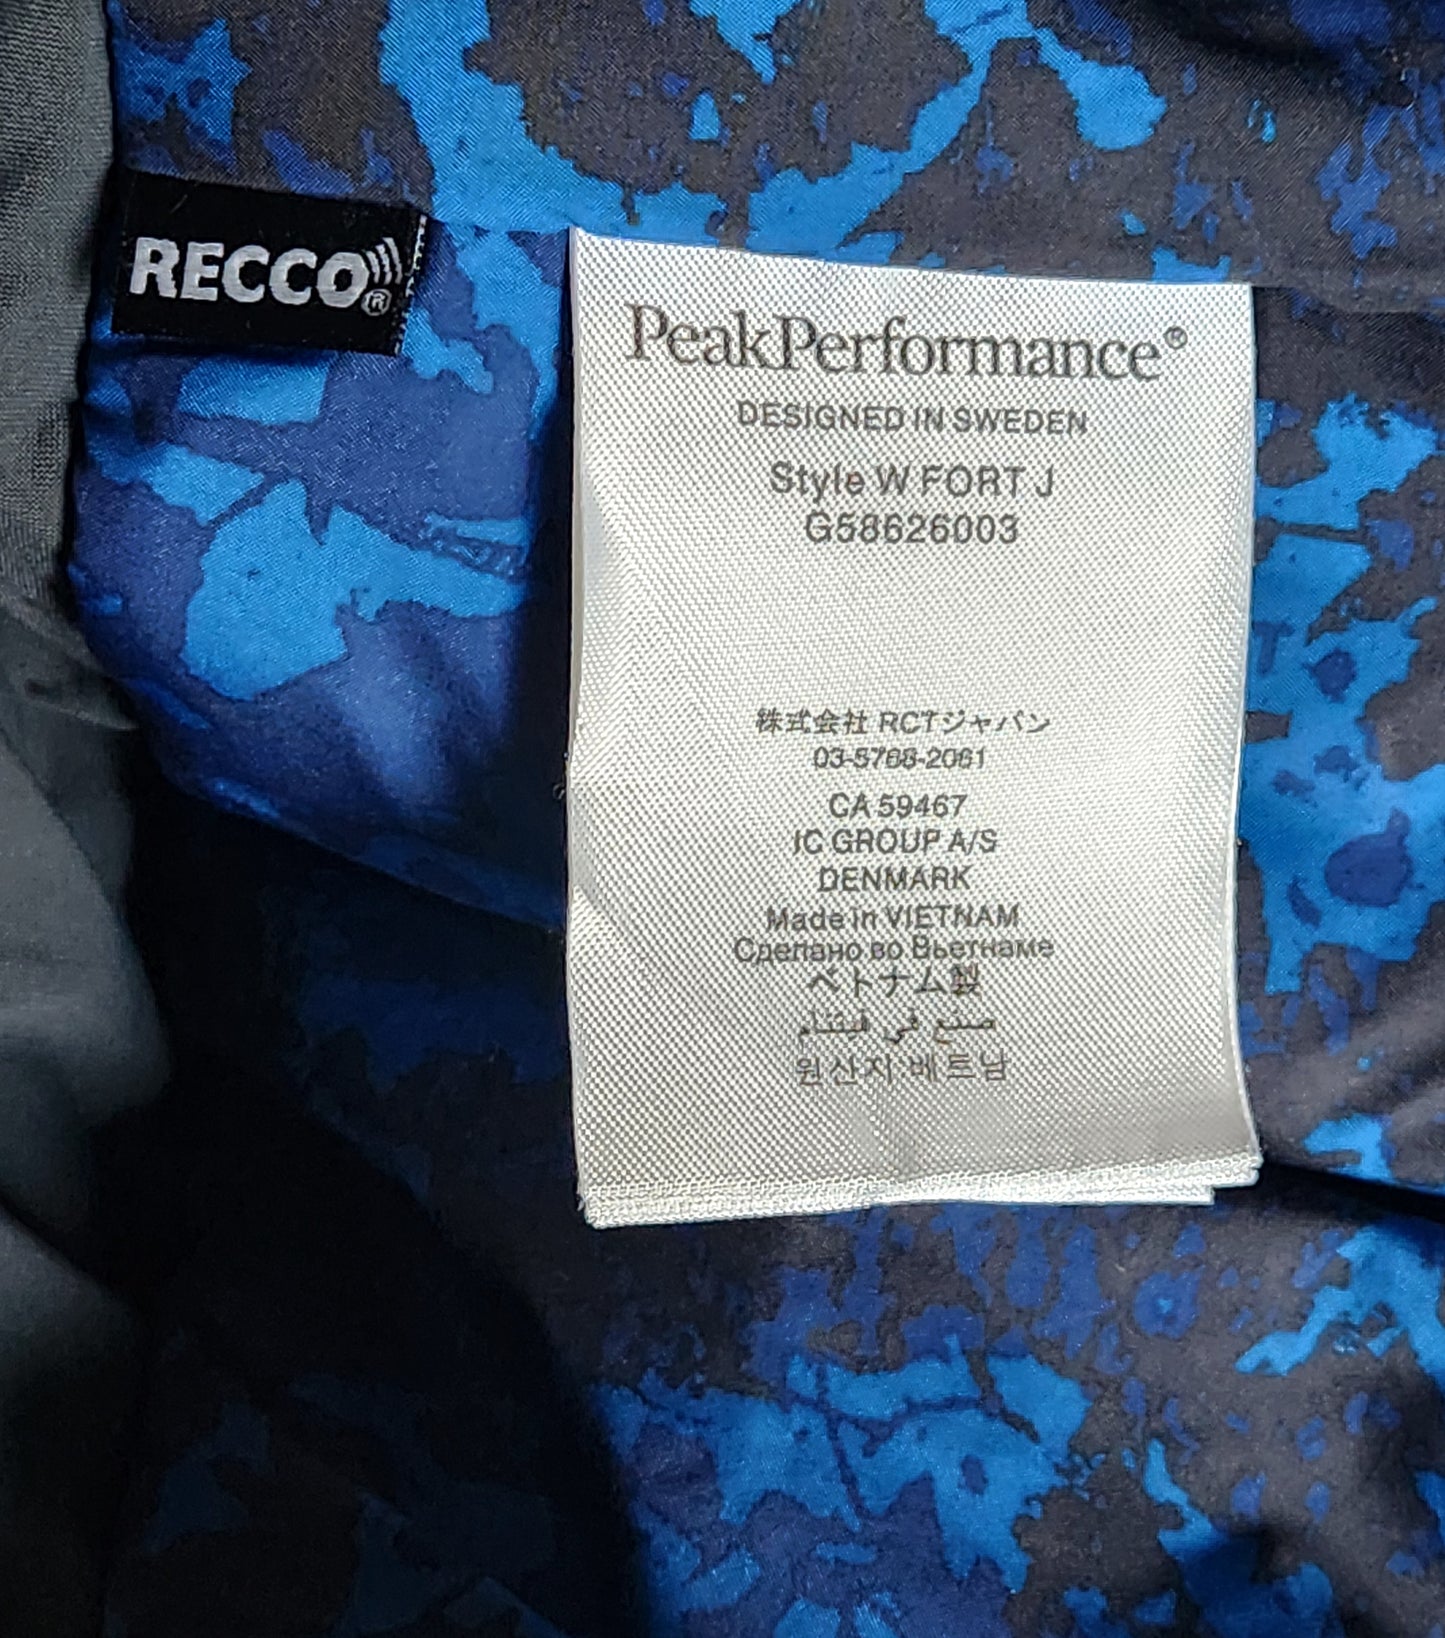 RECCO®
PeakPerformance®
DESIGNED IN SWEDEN
Style W FORT J
G58626003
株式会社 RCTジャパン
03-5768-2061
CA 59467
IC GROUP A/S
DENMARK
Made in VIETNAM
Сделано во Вьетнаме
ベトナム製
صنع في فيتنام
원산지:베트남